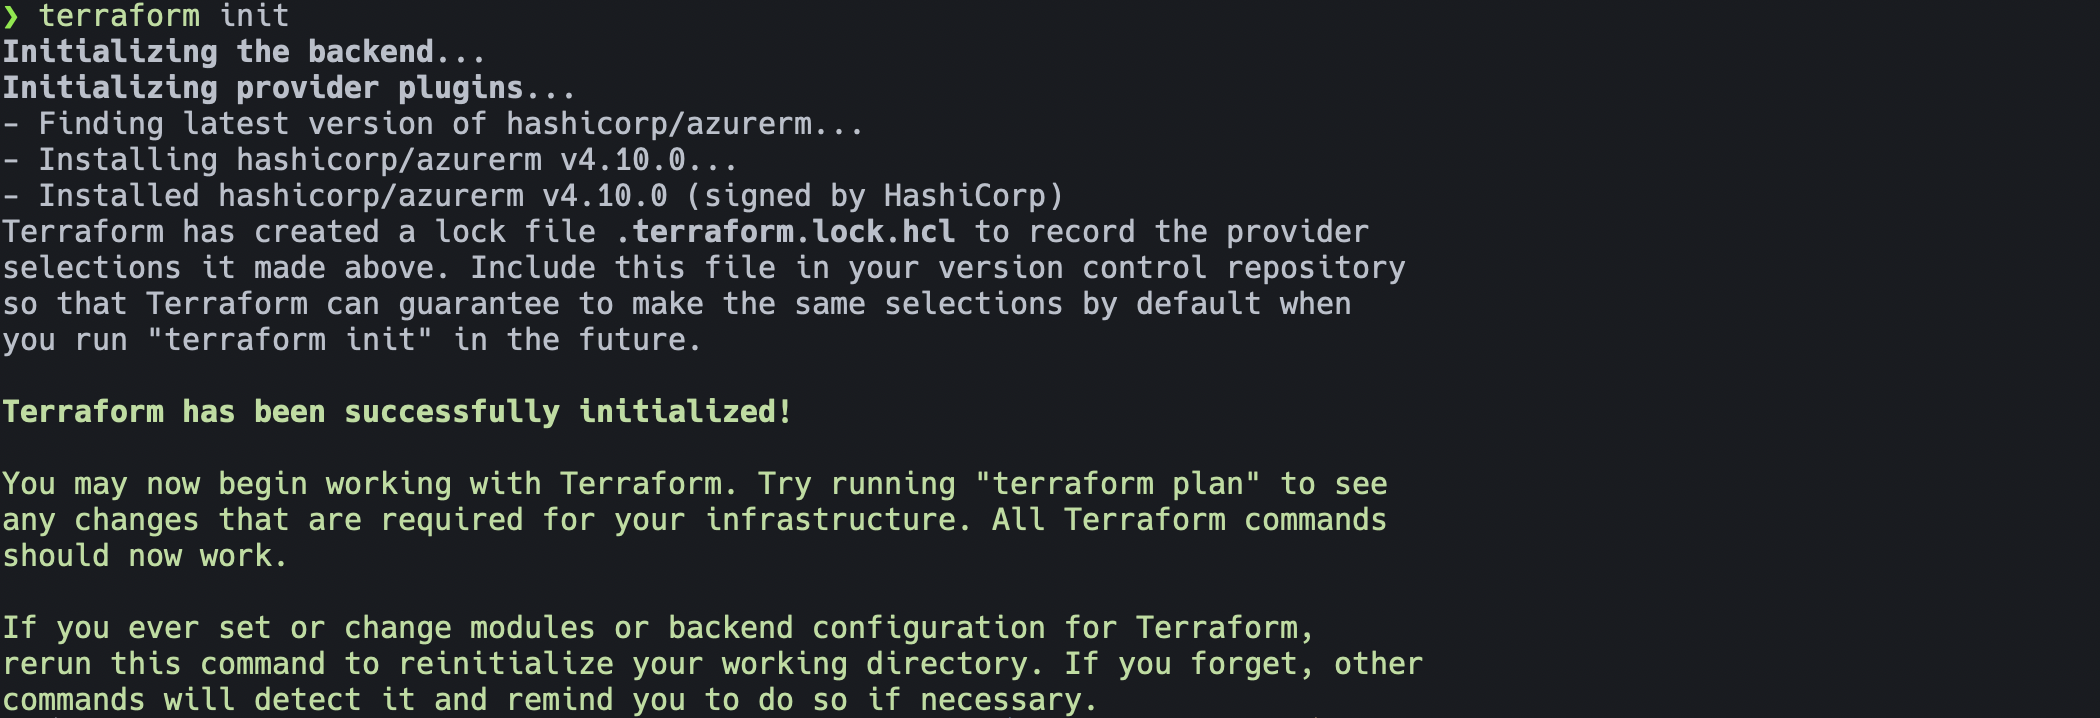 ❯ terraform init
Initializing the backend...
Initializing provider plugins...
- Finding latest version of hashicorp/azurerm...
- Installing hashicorp/azurerm v4.10.0...
- Installed hashicorp/azurerm v4.10.0 (signed by HashiCorp)
Terraform has created a lock file .terraform.lock.hcl to record the provider
selections it made above. Include this file in your version control repository
so that Terraform can guarantee to make the same selections by default when
you run "terraform init" in the future.
Terraform has been successfully initialized!
You may now begin working with Terraform. Try running "terraform plan" to see
any changes that are required for your infrastructure. All Terraform commands
should now work.
If you ever set or change modules or backend configuration for Terraform,
rerun this command to reinitialize your working directory. If you forget, other
commands will detect it and remind you to do so if necessary.